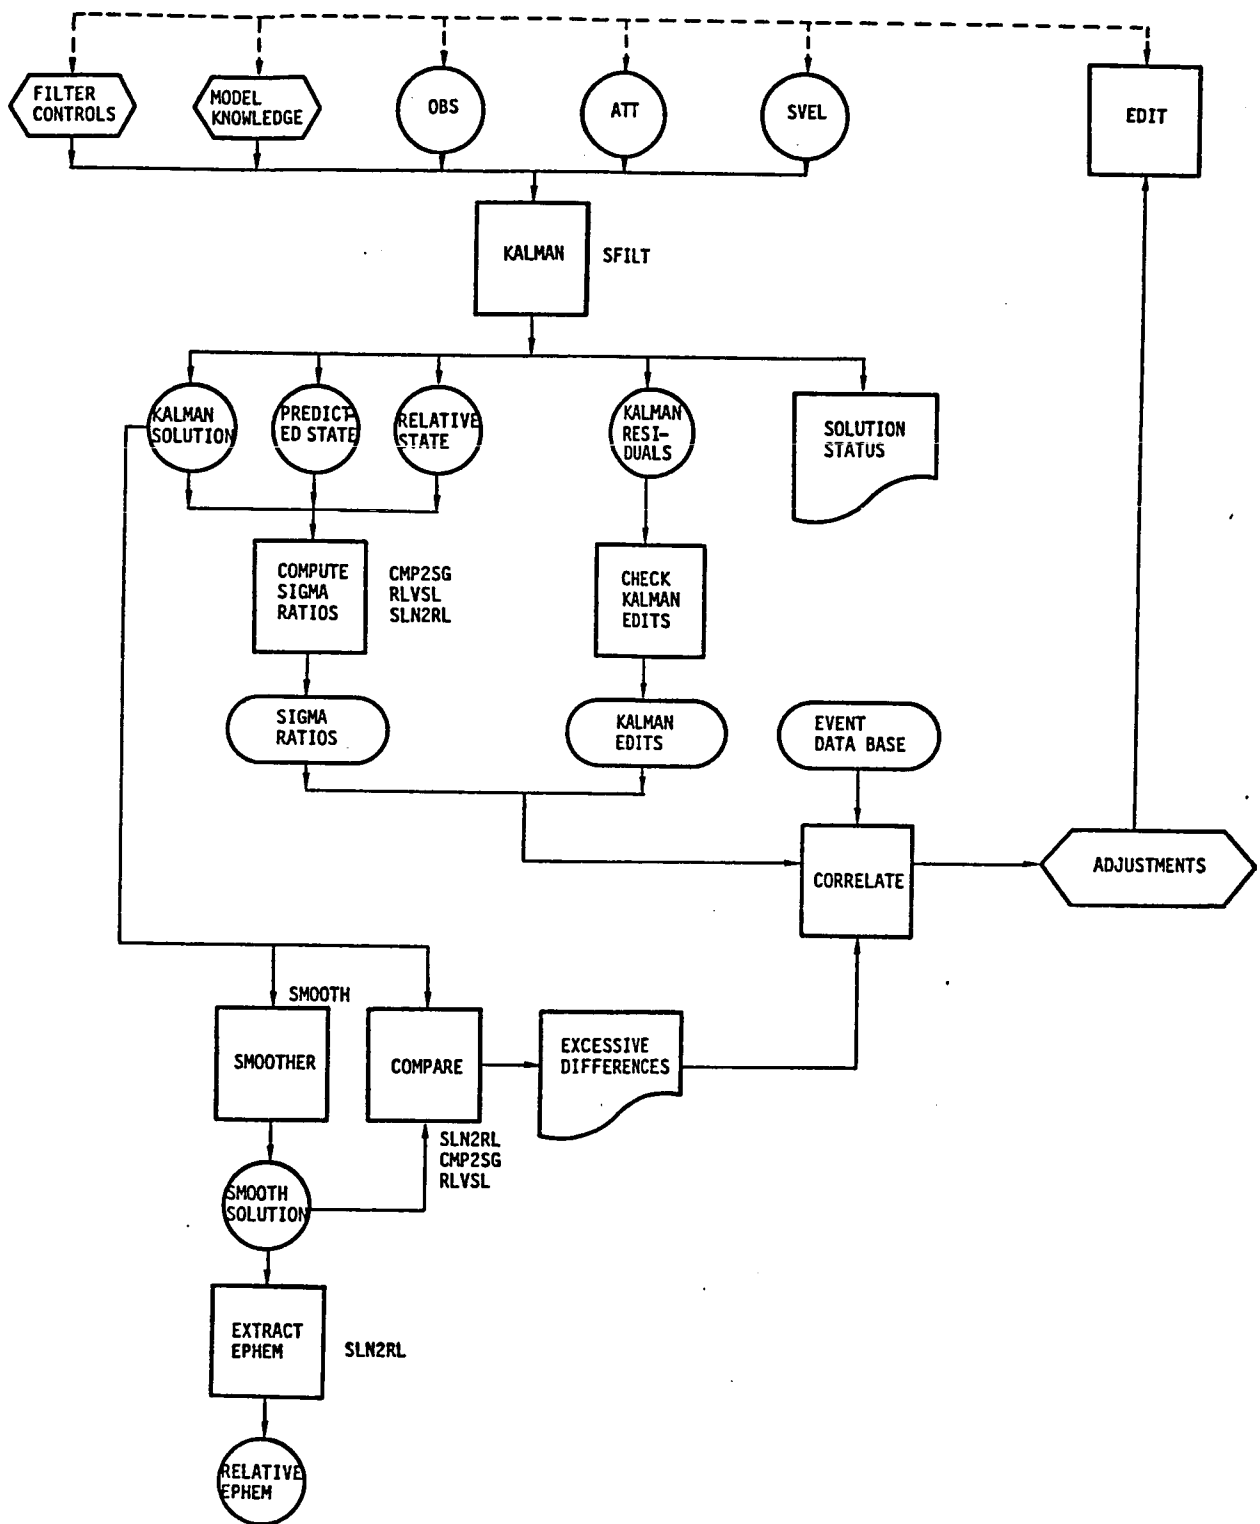 FILTER
CONTROLS
MODEL
KNOWLEDGE
OBS
ATT
SVEL
EDIT
KALMAN
SFILT
KALMAN
SOLUTION
PREDICT-
ED STATE
RELATIVE
STATE
KALMAN
RESI-
DUALS
SOLUTION
STATUS
COMPUTE
SIGMA
RATIOS
CMP2SG
RLVSL
SLN2RL
CHECK
KALMAN
EDITS
SIGMA
RATIOS
KALMAN
EDITS
EVENT
DATA BASE
CORRELATE
ADJUSTMENTS
SMOOTH
SMOOTHER
COMPARE
EXCESSIVE
DIFFERENCES
SLN2RL
CMP2SG
RLVSL
SMOOTH
SOLUTION
EXTRACT
EPHEM
SLN2RL
RELATIVE
EPHEM